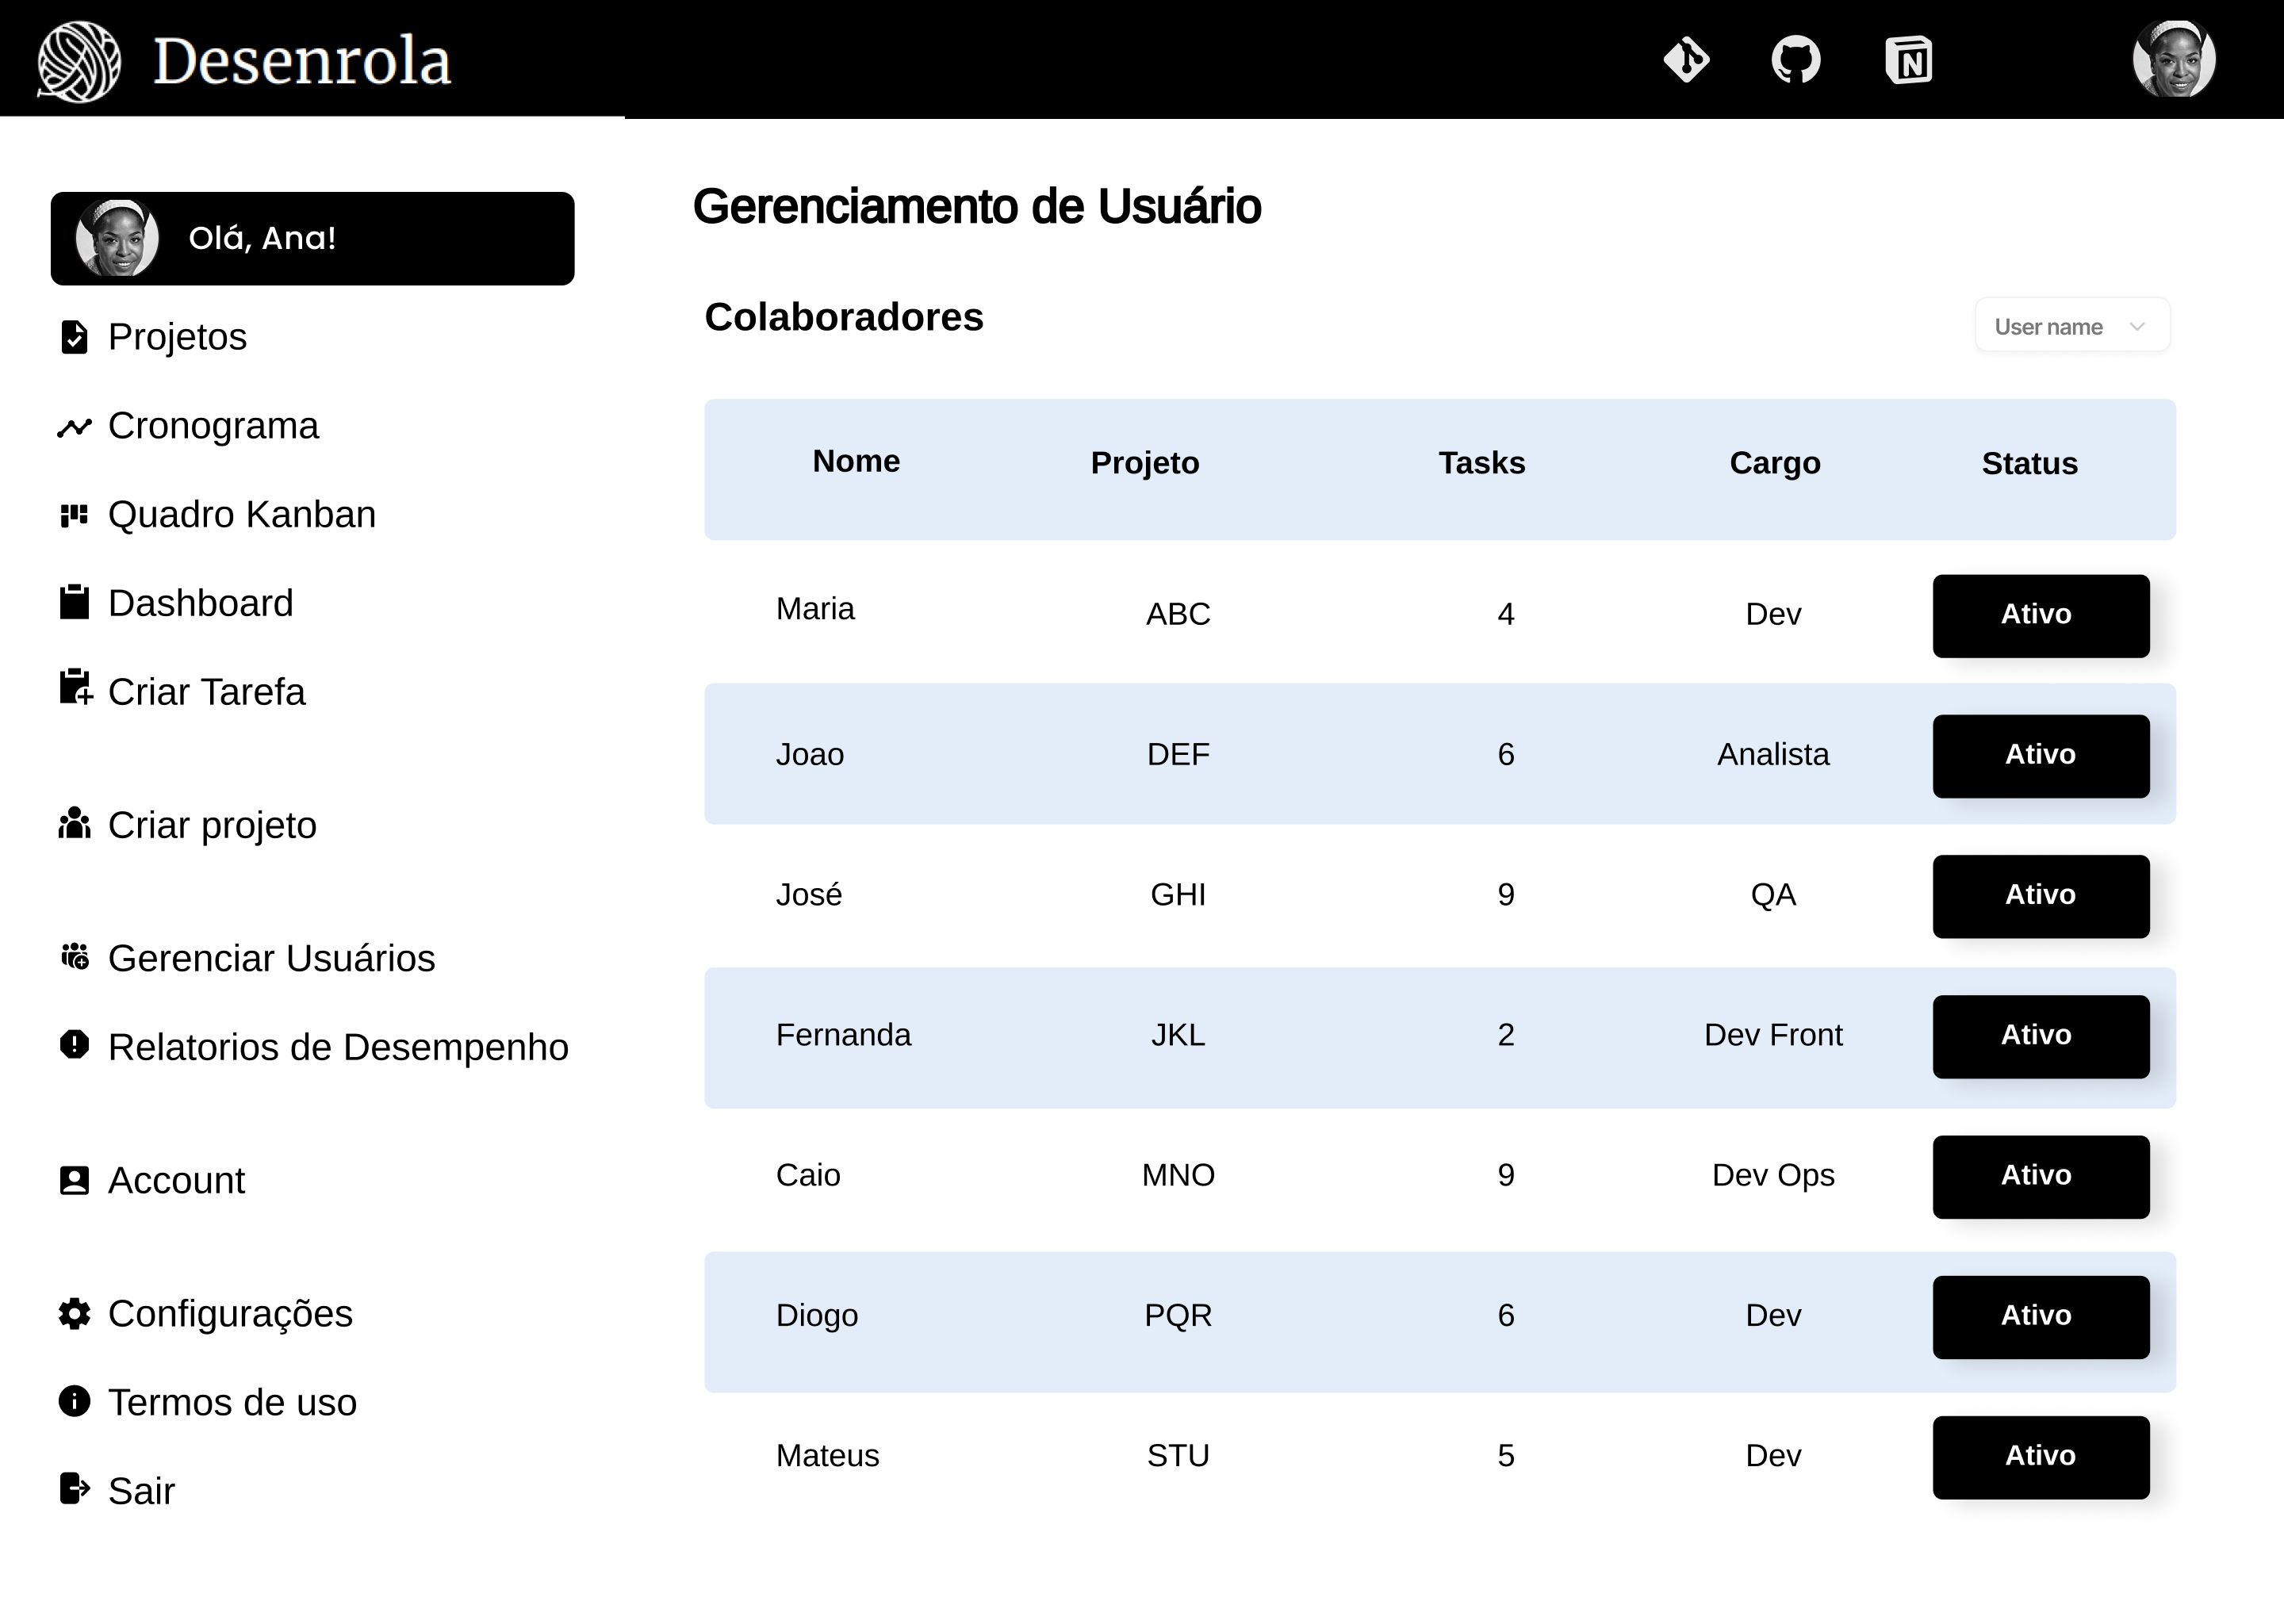 Desenrola
Olá, Ana!
Projetos
Cronograma
Quadro Kanban
Dashboard
Criar Tarefa
Criar projeto
Gerenciar Usuários
Relatorios de Desempenho
Account
Configurações
Termos de uso
Sair
Gerenciamento de Usuário
Colaboradores
User name
Nome Projeto Tasks Cargo Status
Maria ABC 4 Dev Ativo
Joao DEF 6 Analista Ativo
José GHI 9 QA Ativo
Fernanda JKL 2 Dev Front Ativo
Caio MNO 9 Dev Ops Ativo
Diogo PQR 6 Dev Ativo
Mateus STU 5 Dev Ativo